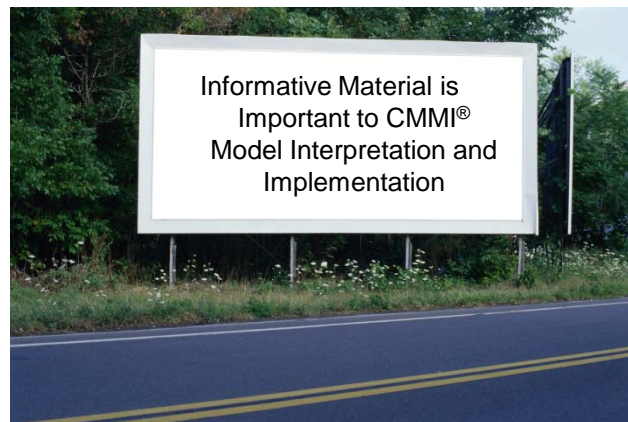 Informative Material is
Important to CMMI®
Model Interpretation and
Implementation